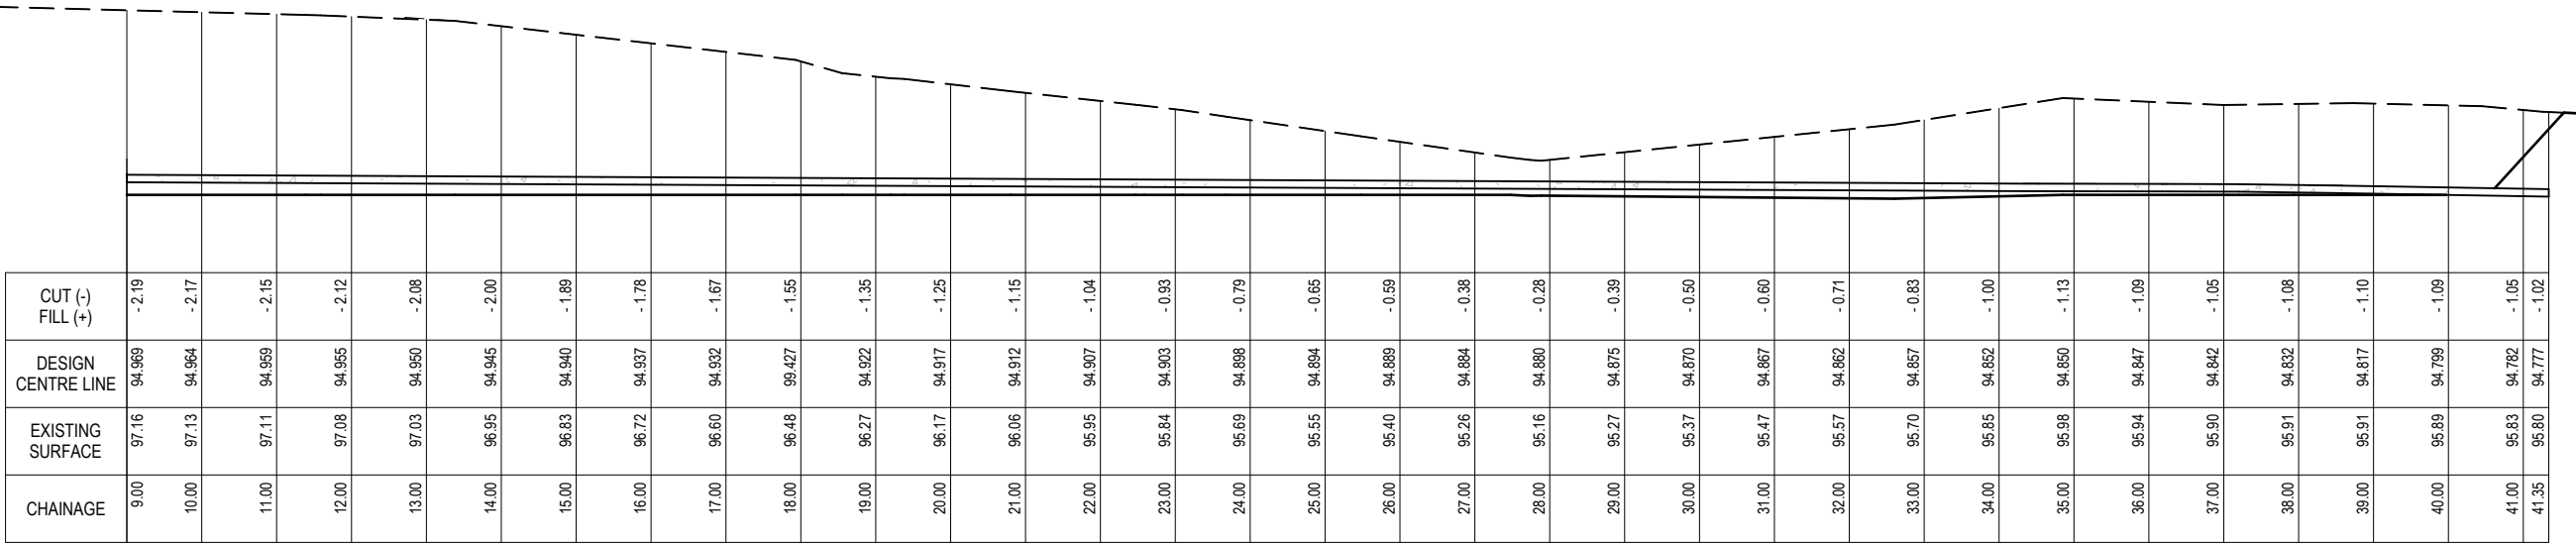 CUT (-)
FILL (+)
- 2.19 - 2.17 - 2.15 - 2.12 - 2.08 - 2.00 - 1.89 - 1.78 - 1.67 - 1.55 - 1.35 - 1.25 - 1.15 - 1.04 - 0.93 - 0.79 - 0.65 - 0.59 - 0.38 - 0.28 - 0.39 - 0.50 - 0.60 - 0.71 - 0.83 - 1.00 - 1.13 - 1.09 - 1.05 - 1.08 - 1.10 - 1.09 - 1.05 - 1.02
DESIGN
CENTRE LINE
94.969 94.964 94.959 94.955 94.950 94.945 94.940 94.937 94.932 99.427 94.922 94.917 94.912 94.907 94.903 94.898 94.894 94.889 94.884 94.880 94.875 94.870 94.867 94.862 94.857 94.852 94.850 94.847 94.842 94.832 94.817 94.799 94.782 94.777
EXISTING
SURFACE
97.16 97.13 97.11 97.08 97.03 96.95 96.83 96.72 96.60 96.48 96.27 96.17 96.06 95.95 95.84 95.69 95.55 95.40 95.26 95.16 95.27 95.37 95.47 95.57 95.70 95.85 95.98 95.94 95.90 95.91 95.91 95.89 95.83 95.80
CHAINAGE
9.00 10.00 11.00 12.00 13.00 14.00 15.00 16.00 17.00 18.00 19.00 20.00 21.00 22.00 23.00 24.00 25.00 26.00 27.00 28.00 29.00 30.00 31.00 32.00 33.00 34.00 35.00 36.00 37.00 38.00 39.00 40.00 41.00 41.35